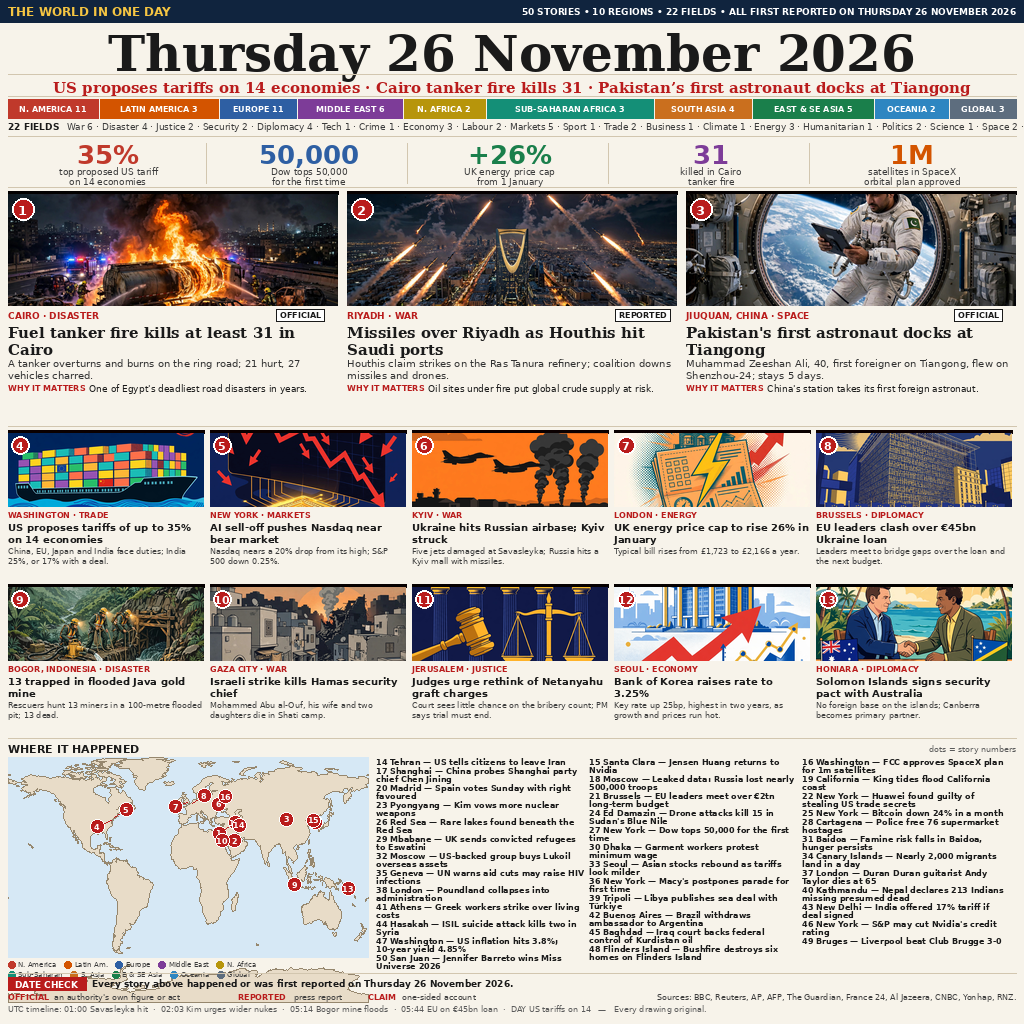 THE WORLD IN ONE DAY
50 STORIES • 10 REGIONS • 22 FIELDS • ALL FIRST REPORTED ON THURSDAY 26 NOVEMBER 2026
Thursday 26 November 2026
US proposes tariffs on 14 economies · Cairo tanker fire kills 31 · Pakistan’s first astronaut docks at Tiangong
N. AMERICA 11
LATIN AMERICA 3
EUROPE 11
MIDDLE EAST 6
N. AFRICA 2
SUB-SAHARAN AFRICA 3
SOUTH ASIA 4
EAST & SE ASIA 5
OCEANIA 2
GLOBAL 3
22 FIELDS War 6 · Disaster 4 · Justice 2 · Security 2 · Diplomacy 4 · Tech 1 · Crime 1 · Economy 3 · Labour 2 · Markets 5 · Sport 1 · Trade 2 · Business 1 · Climate 1 · Energy 3 · Humanitarian 1 · Politics 2 · Science 1 · Space 2 ·
35%
top proposed US tariff
on 14 economies
50,000
Dow tops 50,000
for the first time
+26%
UK energy price cap
from 1 January
31
killed in Cairo
tanker fire
1M
satellites in SpaceX
orbital plan approved
1
2
3
CAIRO · DISASTER
OFFICIAL
Fuel tanker fire kills at least 31 in
Cairo
A tanker overturns and burns on the ring road; 21 hurt, 27
vehicles charred.
WHY IT MATTERS One of Egypt's deadliest road disasters in years.
RIYADH · WAR
REPORTED
Missiles over Riyadh as Houthis hit
Saudi ports
Houthis claim strikes on the Ras Tanura refinery; coalition downs
missiles and drones.
WHY IT MATTERS Oil sites under fire put global crude supply at risk.
JIUQUAN, CHINA · SPACE
OFFICIAL
Pakistan's first astronaut docks at
Tiangong
Muhammad Zeeshan Ali, 40, first foreigner on Tiangong, flew on
Shenzhou-24; stays 5 days.
WHY IT MATTERS China's station takes its first foreign astronaut.
4
5
6
7
8
WASHINGTON · TRADE
US proposes tariffs of up to 35%
on 14 economies
China, EU, Japan and India face duties; India
25%, or 17% with a deal.
NEW YORK · MARKETS
AI sell-off pushes Nasdaq near
bear market
Nasdaq nears a 20% drop from its high; S&P
500 down 0.25%.
KYIV · WAR
Ukraine hits Russian airbase; Kyiv
struck
Five jets damaged at Savasleyka; Russia hits a
Kyiv mall with missiles.
LONDON · ENERGY
UK energy price cap to rise 26% in
January
Typical bill rises from £1,723 to £2,166 a year.
BRUSSELS · DIPLOMACY
EU leaders clash over €45bn
Ukraine loan
Leaders meet to bridge gaps over the loan and
the next budget.
9
10
11
12
13
BOGOR, INDONESIA · DISASTER
13 trapped in flooded Java gold
mine
Rescuers hunt 13 miners in a 100-metre flooded
pit; 13 dead.
GAZA CITY · WAR
Israeli strike kills Hamas security
chief
Mohammed Abu al-Ouf, his wife and two
daughters die in Shati camp.
JERUSALEM · JUSTICE
Judges urge rethink of Netanyahu
graft charges
Court sees little chance on the bribery count; PM
says trial must end.
SEOUL · ECONOMY
Bank of Korea raises rate to
3.25%
Key rate up 25bp, highest in two years, as
growth and prices run hot.
HONIARA · DIPLOMACY
Solomon Islands signs security
pact with Australia
No foreign base on the islands; Canberra
becomes primary partner.
WHERE IT HAPPENED
dots = story numbers
4
5
7
8
16
6
14
10
2
3
15
9
13
N. America
Latin Am.
Europe
Middle East
N. Africa
Sub-Saharan
S. Asia
E & SE Asia
Oceania
Global
14 Tehran — US tells citizens to leave Iran
17 Shanghai — China probes Shanghai party
chief Chen Jining
20 Madrid — Spain votes Sunday with right
favoured
23 Pyongyang — Kim vows more nuclear
weapons
26 Red Sea — Rare lakes found beneath the
Red Sea
29 Mbabane — UK sends convicted refugees
to Eswatini
32 Moscow — US-backed group buys Lukoil
overseas assets
35 Geneva — UN warns aid cuts may raise HIV
infections
38 London — Poundland collapses into
administration
41 Athens — Greek workers strike over living
costs
44 Hasakah — ISIL suicide attack kills two in
Syria
47 Washington — US inflation hits 3.8%;
10-year yield 4.85%
50 San Juan — Jennifer Barreto wins Miss
Universe 2026
15 Santa Clara — Jensen Huang returns to
Nvidia
18 Moscow — Leaked data: Russia lost nearly
500,000 troops
21 Brussels — EU leaders meet over €2tn
long-term budget
24 Ed Damazin — Drone attacks kill 15 in
Sudan's Blue Nile
27 New York — Dow tops 50,000 for the first
time
30 Dhaka — Garment workers protest
minimum wage
33 Seoul — Asian stocks rebound as tariffs
look milder
36 New York — Macy's postpones parade for
first time
39 Tripoli — Libya publishes sea deal with
Türkiye
42 Buenos Aires — Brazil withdraws
ambassador to Argentina
45 Baghdad — Iraq court backs federal
control of Kurdistan oil
48 Flinders Island — Bushfire destroys six
homes on Flinders Island
16 Washington — FCC approves SpaceX plan
for 1m satellites
19 California — King tides flood California
coast
22 New York — Huawei found guilty of
stealing US trade secrets
25 New York — Bitcoin down 24% in a month
28 Cartagena — Police free 76 supermarket
hostages
31 Baidoa — Famine risk falls in Baidoa,
hunger persists
34 Canary Islands — Nearly 2,000 migrants
land in a day
37 London — Duran Duran guitarist Andy
Taylor dies at 65
40 Kathmandu — Nepal declares 213 Indians
missing presumed dead
43 New Delhi — India offered 17% tariff if
deal signed
46 New York — S&P may cut Nvidia's credit
rating
49 Bruges — Liverpool beat Club Brugge 3-0
DATE CHECK Every story above happened or was first reported on Thursday 26 November 2026.
OFFICIAL an authority's own figure or act REPORTED press report CLAIM one-sided account
Sources: BBC, Reuters, AP, AFP, The Guardian, France 24, Al Jazeera, CNBC, Yonhap, RNZ.
UTC timeline: 01:00 Savasleyka hit · 02:03 Kim urges wider nukes · 05:14 Bogor mine floods · 05:44 EU on €45bn loan · DAY US tariffs on 14 — Every drawing original.